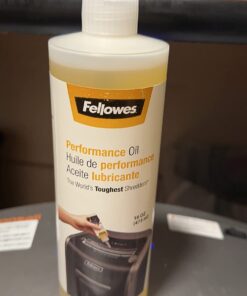 Fellowes
Performance Oil
Huile de performance
Aceite lubricante
The World's Toughest Shredders